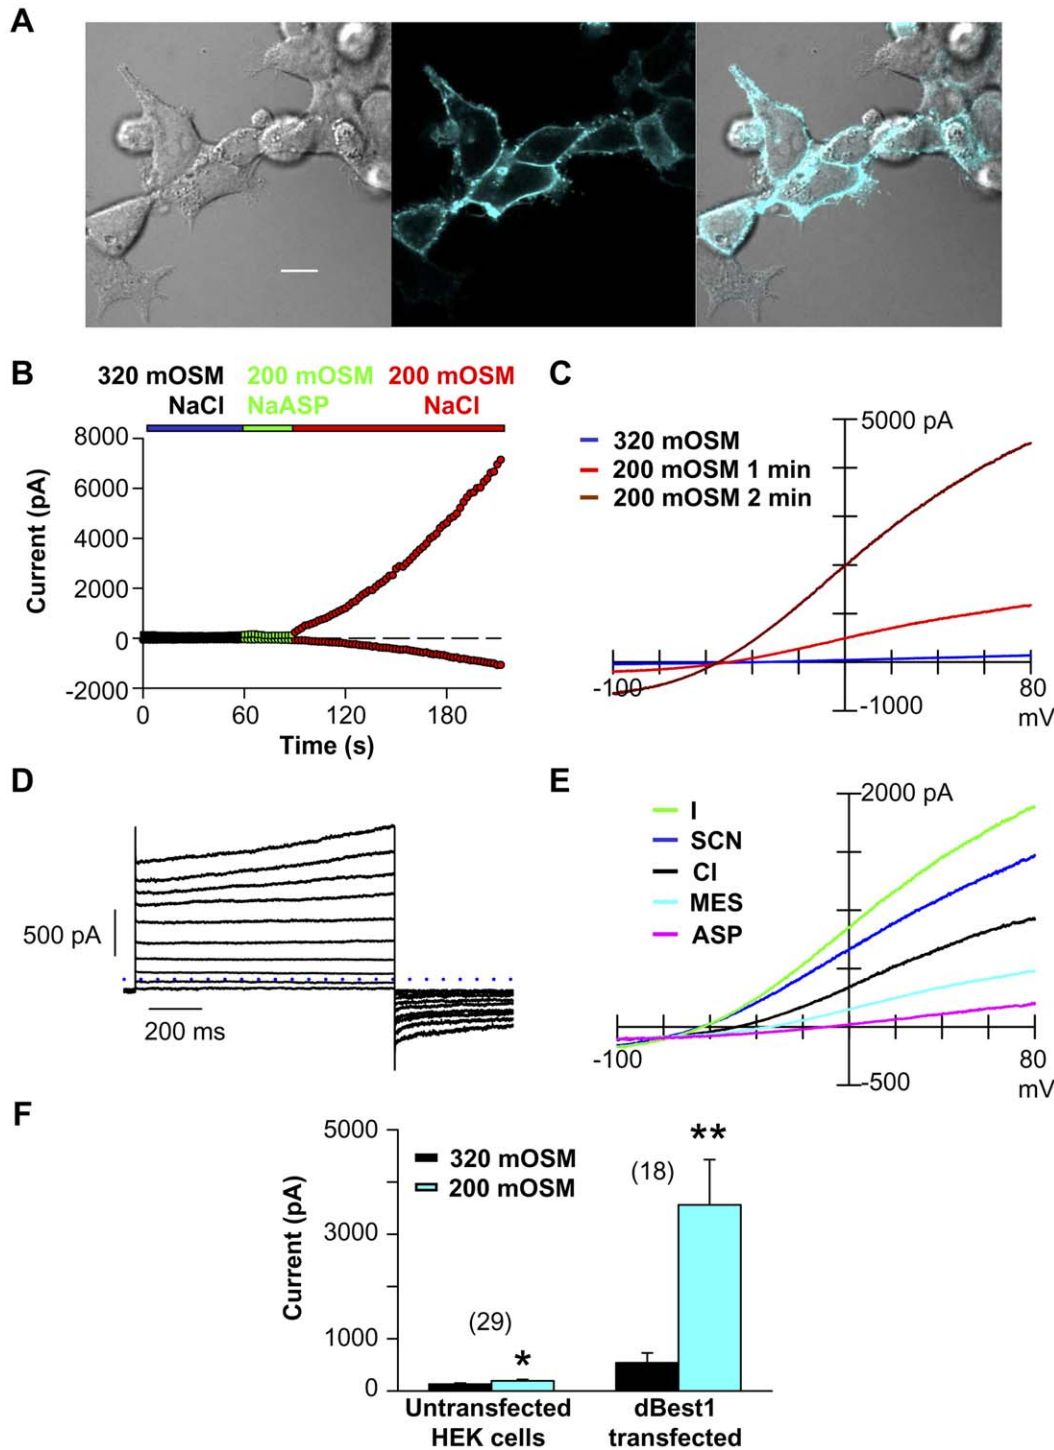 A
B
320 mOSM
NaCl
200 mOSM
NaASP
200 mOSM
NaCl
8000
6000
4000
2000
0
-2000
Current (pA)
0
60
120
180
Time (s)
C
320 mOSM
200 mOSM 1 min
200 mOSM 2 min
5000 pA
-100
80
mV
-1000
D
500 pA
200 ms
E
I
SCN
Cl
MES
ASP
2000 pA
-100
80
mV
-500
F
5000
3000
1000
0
Current (pA)
320 mOSM
200 mOSM
(29)
*
(18)
**
Untransfected
HEK cells
dBest1
transfected